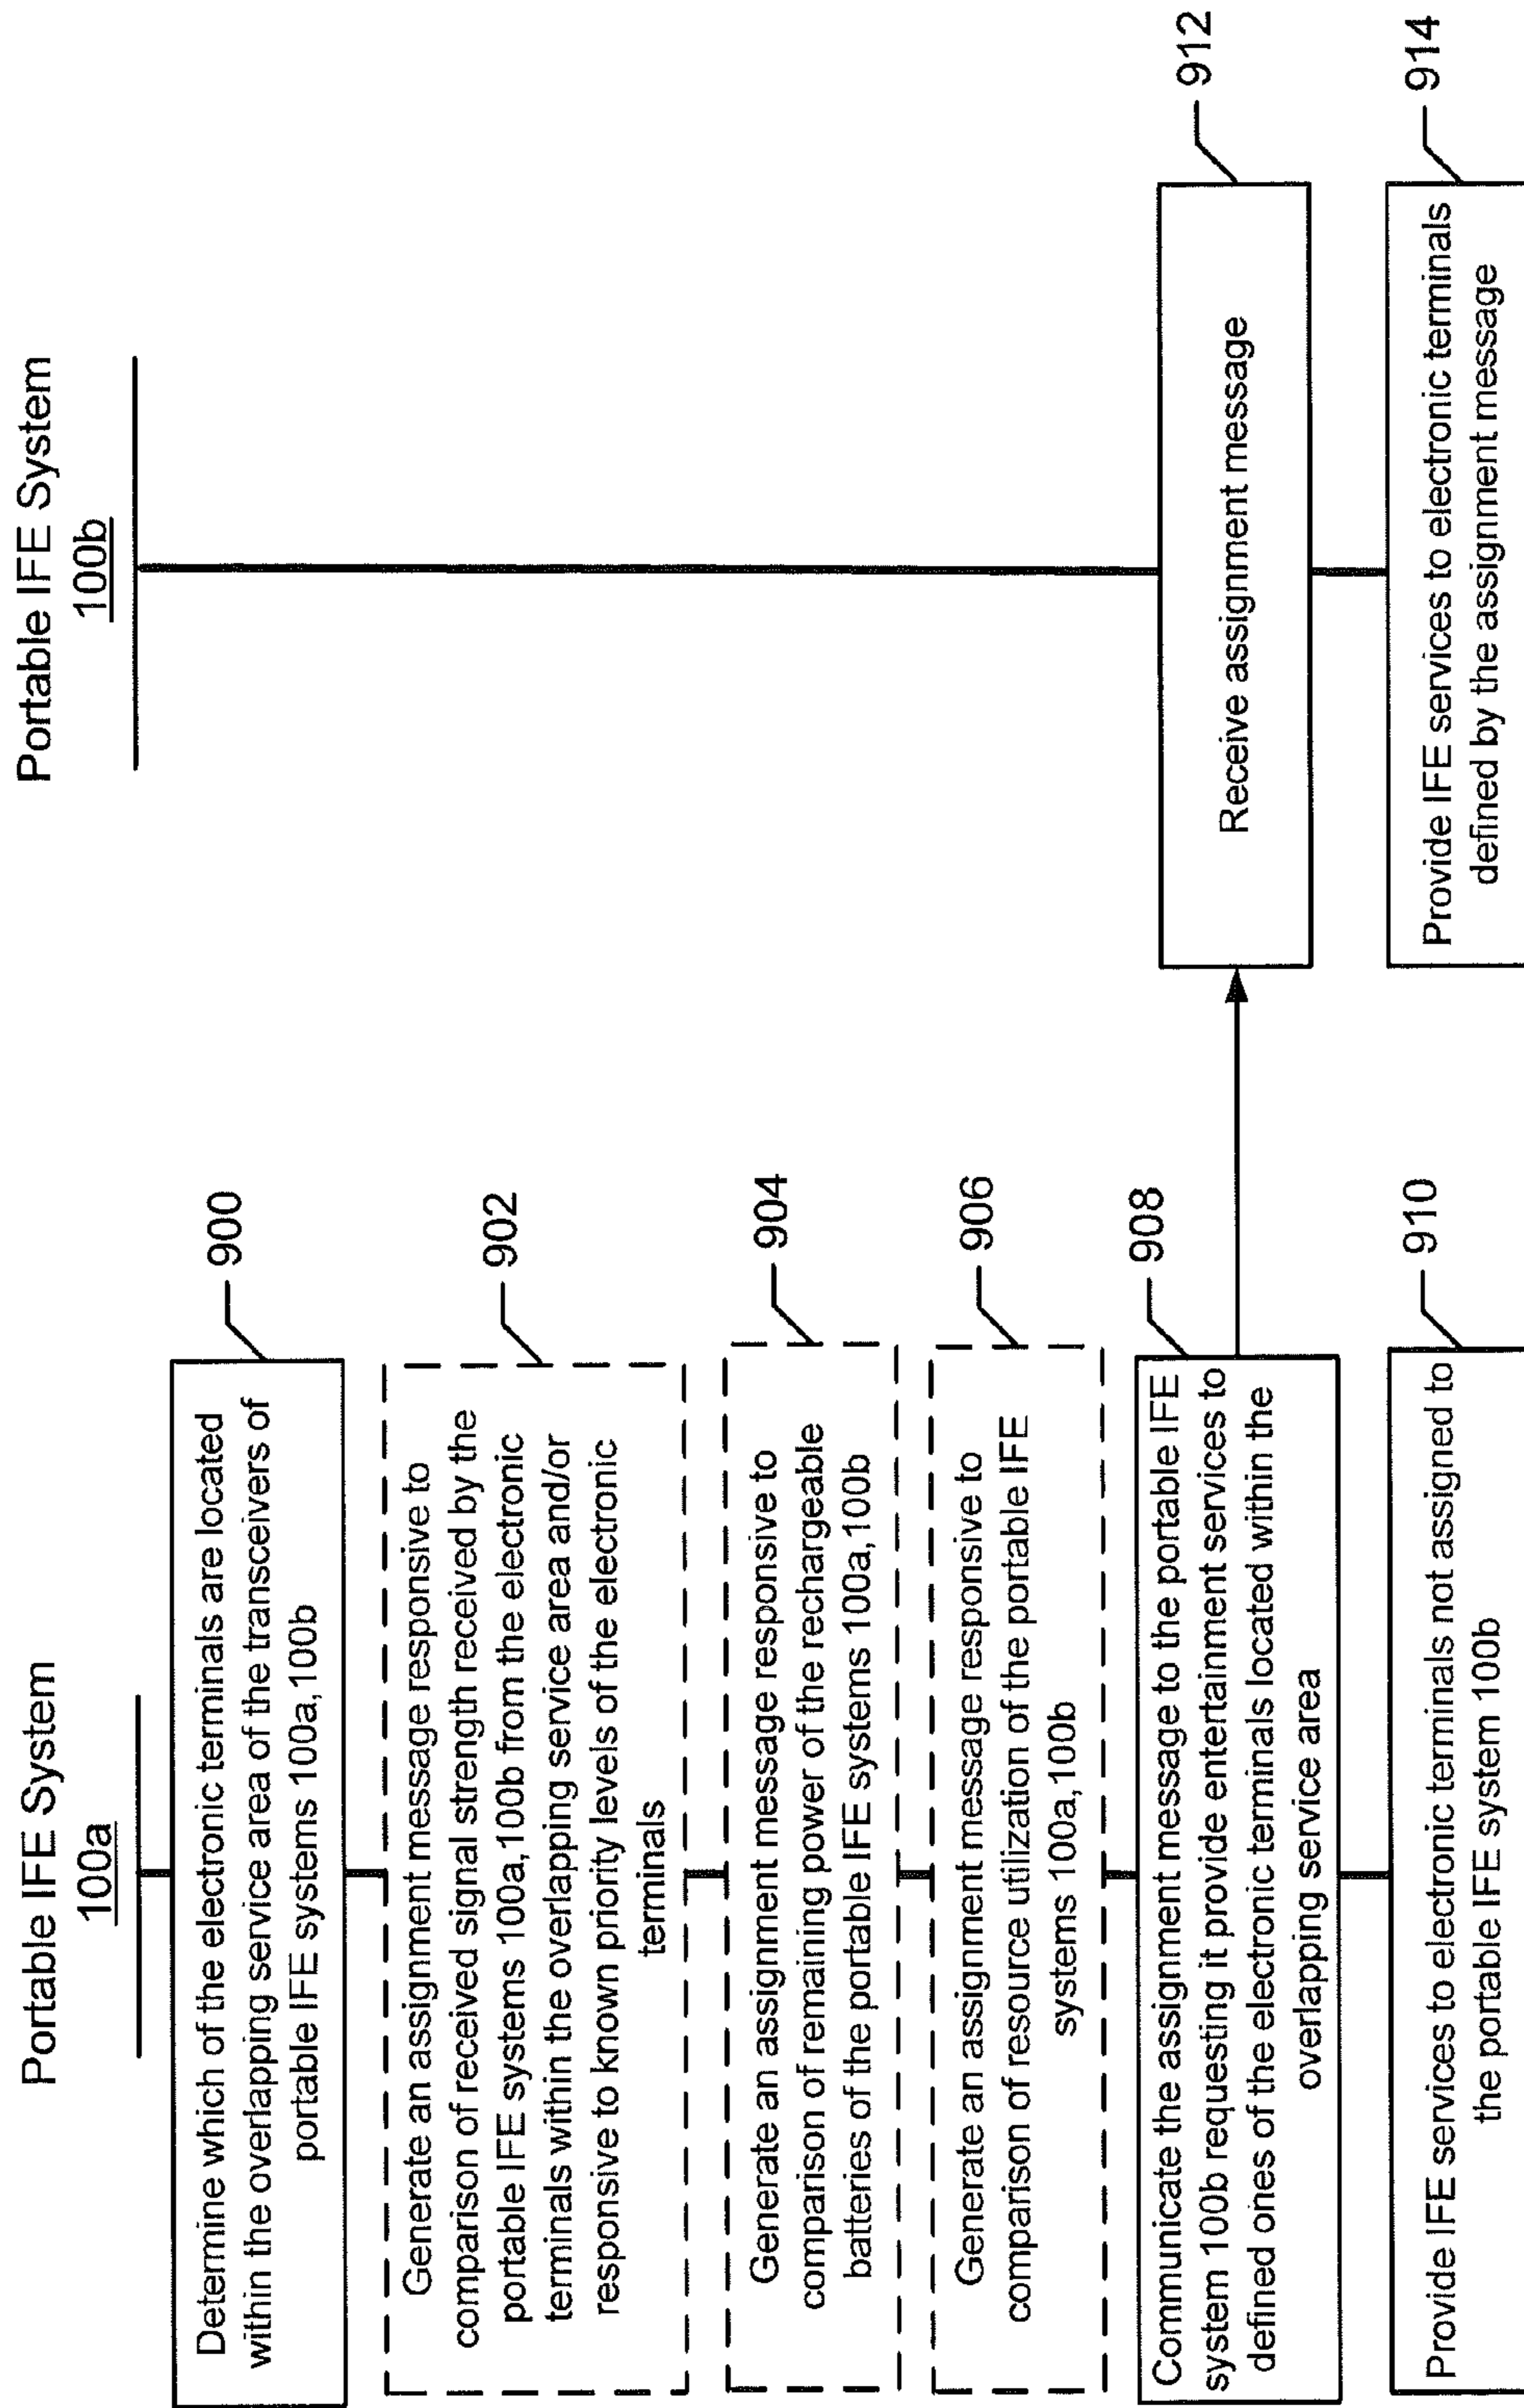 Portable IFE System
100a
Determine which of the electronic terminals are located
within the overlapping service area of the transceivers of
portable IFE systems 100a,100b
900
Generate an assignment message responsive to
comparison of received signal strength received by the
portable IFE systems 100a,100b from the electronic
terminals within the overlapping service area and/or
responsive to known priority levels of the electronic
terminals
902
Generate an assignment message responsive to
comparison of remaining power of the rechargeable
batteries of the portable IFE systems 100a,100b
904
Generate an assignment message responsive to
comparison of resource utilization of the portable IFE
systems 100a,100b
906
Communicate the assignment message to the portable IFE
system 100b requesting it provide entertainment services to
defined ones of the electronic terminals located within the
overlapping service area
908
Provide IFE services to electronic terminals not assigned to
the portable IFE system 100b
910
Portable IFE System
100b
Receive assignment message
912
Provide IFE services to electronic terminals
defined by the assignment message
914